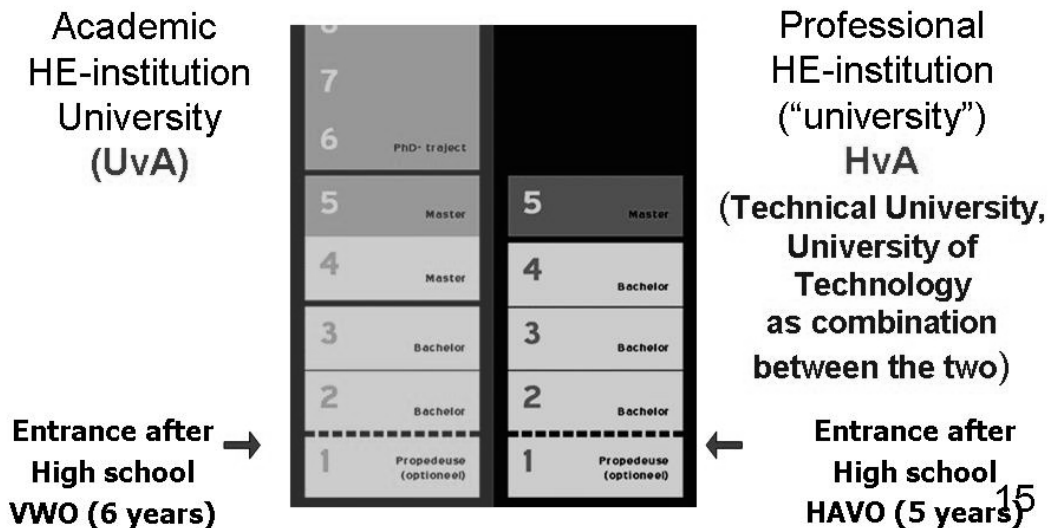 Academic
HE-institution
University
(UvA)
Entrance after
High school
VWO (6 years)
7
6 PhD- traject
5 Master
4 Master
3 Bachelor
2 Bachelor
1 Propedeuse
(optioneel)
5 Master
4 Bachelor
3 Bachelor
2 Bachelor
1 Propedeuse
(optioneel)
Professional
HE-institution
(“university”)
HvA
(Technical University,
University of
Technology
as combination
between the two)
Entrance after
High school
HAVO (5 years)
15